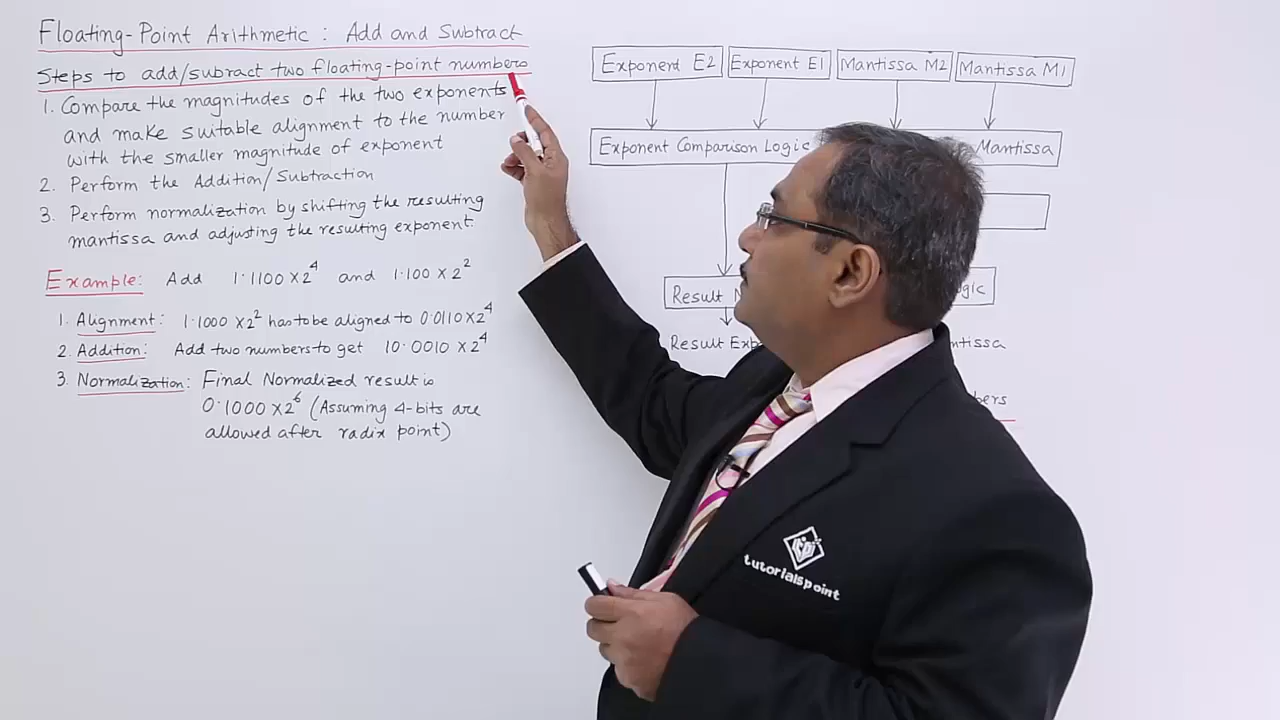 Floating-Point Arithmetic : Add and Subtract
Steps to add/subract two floating-point numbers
1. Compare the magnitudes of the two exponents
and make suitable alignment to the number
with the smaller magnitude of exponent
2. Perform the Addition/Subtraction
3. Perform normalization by shifting the resulting
mantissa and adjusting the resulting exponent.
Example: Add 1.1100 X 2^4 and 1.100 X 2^2
1. Alignment: 1.1000 X 2^2 has to be aligned to 0.0110 X 2^4
2. Addition: Add two numbers to get 10.0010 X 2^4
3. Normalization: Final Normalized result is
0.1000 X 2^6 (Assuming 4-bits are
allowed after radix point)
Exponent E2 Exponent E1 Mantissa M2 Mantissa M1
Exponent Comparison Logic Mantissa
Result
Result
tutorialspoint